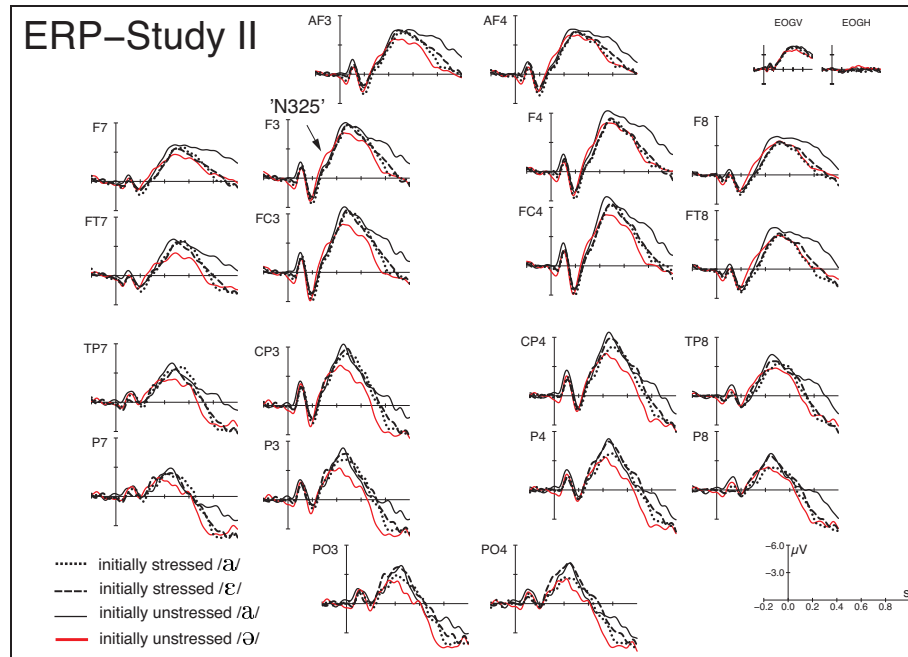 ERP–Study II
AF3 AF4 EOGV EOGH
'N325'
F7 F3 F4 F8
FT7 FC3 FC4 FT8
TP7 CP3 CP4 TP8
P7 P3 P4 P8
PO3 PO4
initially stressed /a/
initially stressed /ɛ/
initially unstressed /a/
initially unstressed /ə/
−6.0 μV
−3.0
s
−0.2 0.0 0.2 0.4 0.6 0.8